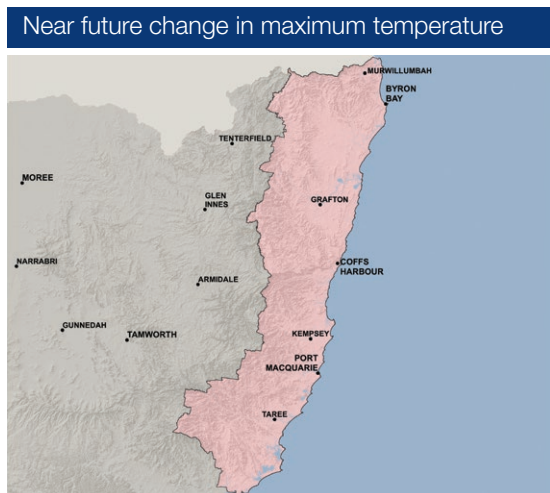 Near future change in maximum temperature
MURWILLUMBAH
BYRON
BAY
TENTERFIELD
MOREE
GLEN
INNES
GRAFTON
NARRABRI
COFFS
HARBOUR
ARMIDALE
GUNNEDAH
TAMWORTH
KEMPSEY
PORT
MACQUARIE
TAREE